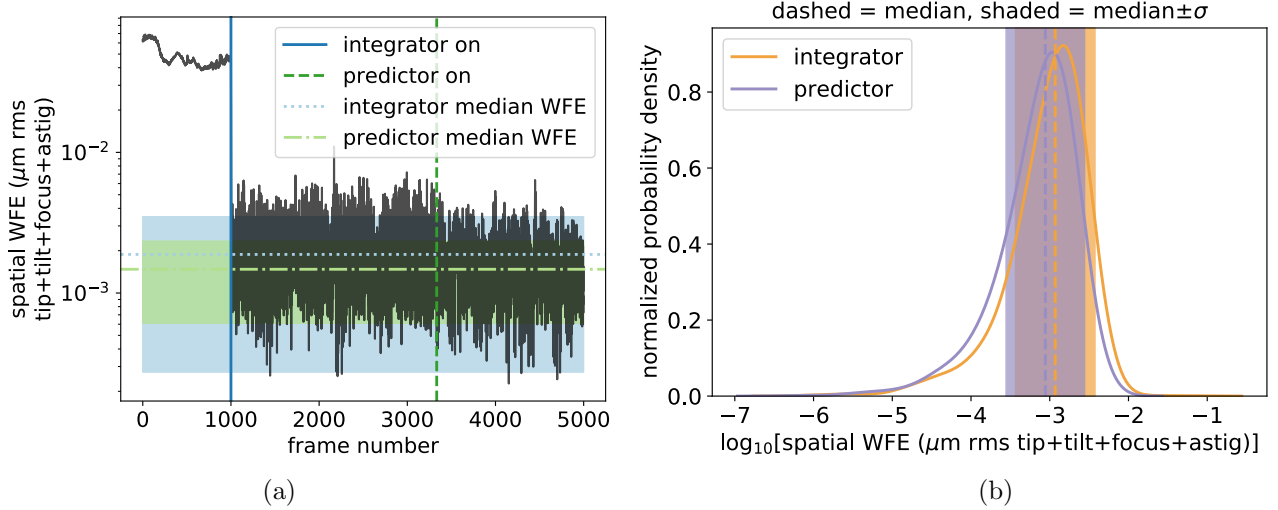 spatial WFE (μm rms
tip+tilt+focus+astig)
10⁻²
10⁻³
integrator on
predictor on
integrator median WFE
predictor median WFE
0 1000 2000 3000 4000 5000
frame number
(a)
dashed = median, shaded = median±σ
normalized probability density
0.8
0.6
0.4
0.2
0.0
integrator
predictor
−7 −6 −5 −4 −3 −2 −1
log₁₀[spatial WFE (μm rms tip+tilt+focus+astig)]
(b)